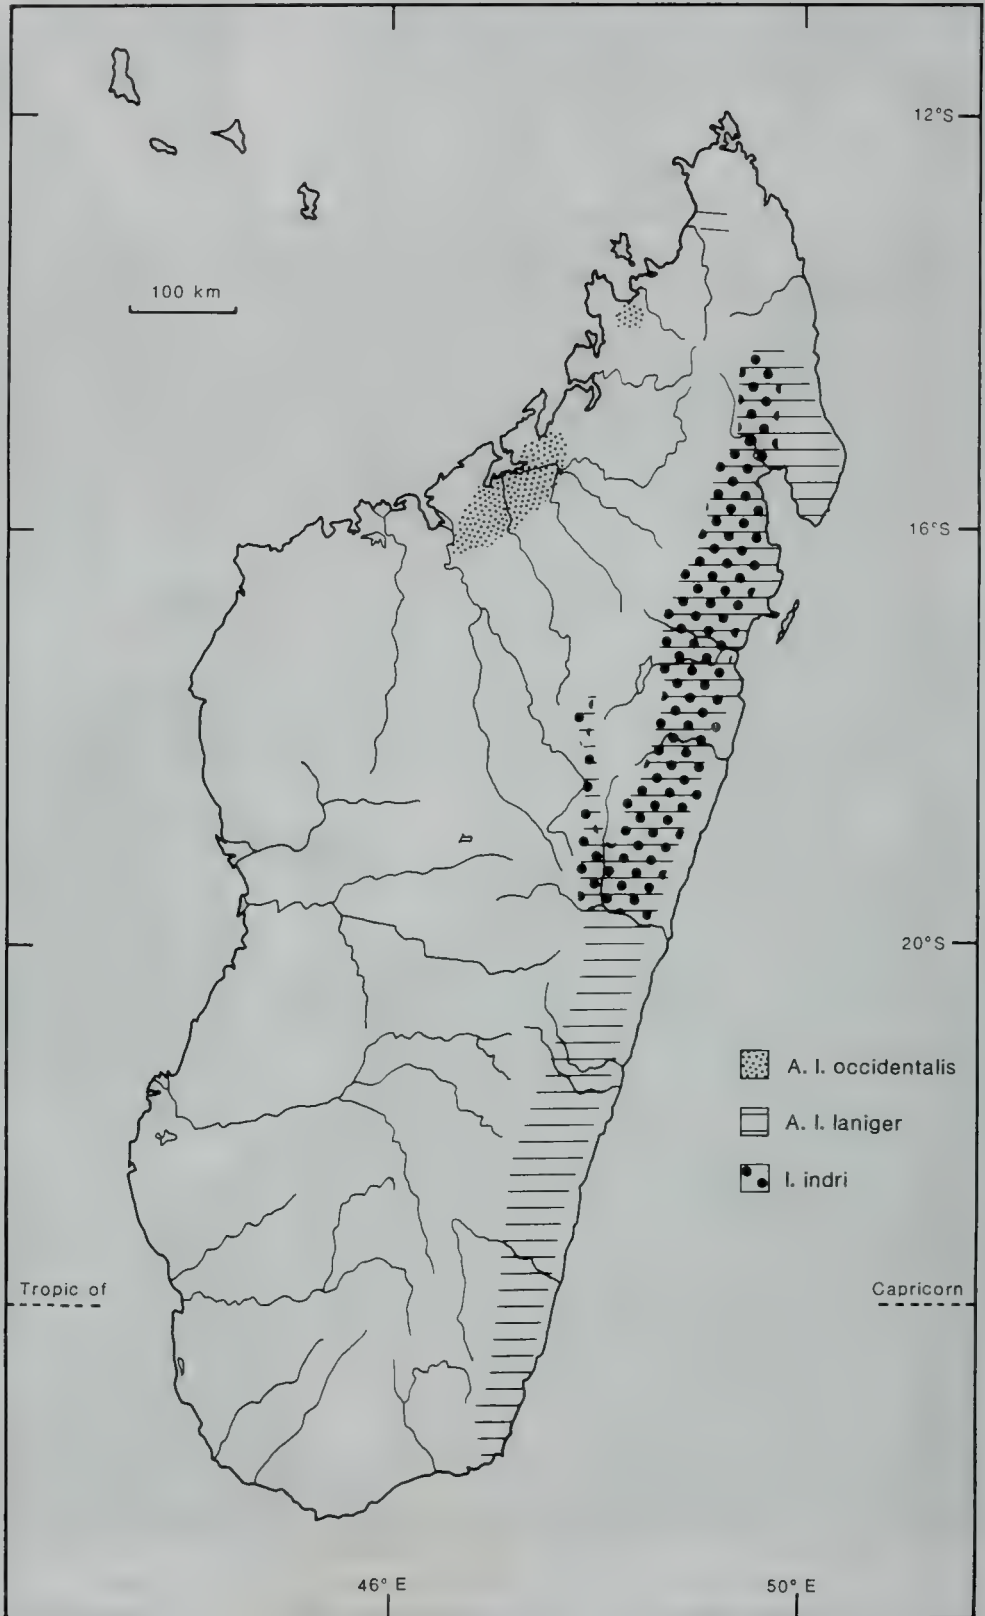 12°S
100 km
16°S
20°S
A. l. occidentalis
A. l. laniger
I. indri
Tropic of
Capricorn
46° E
50° E